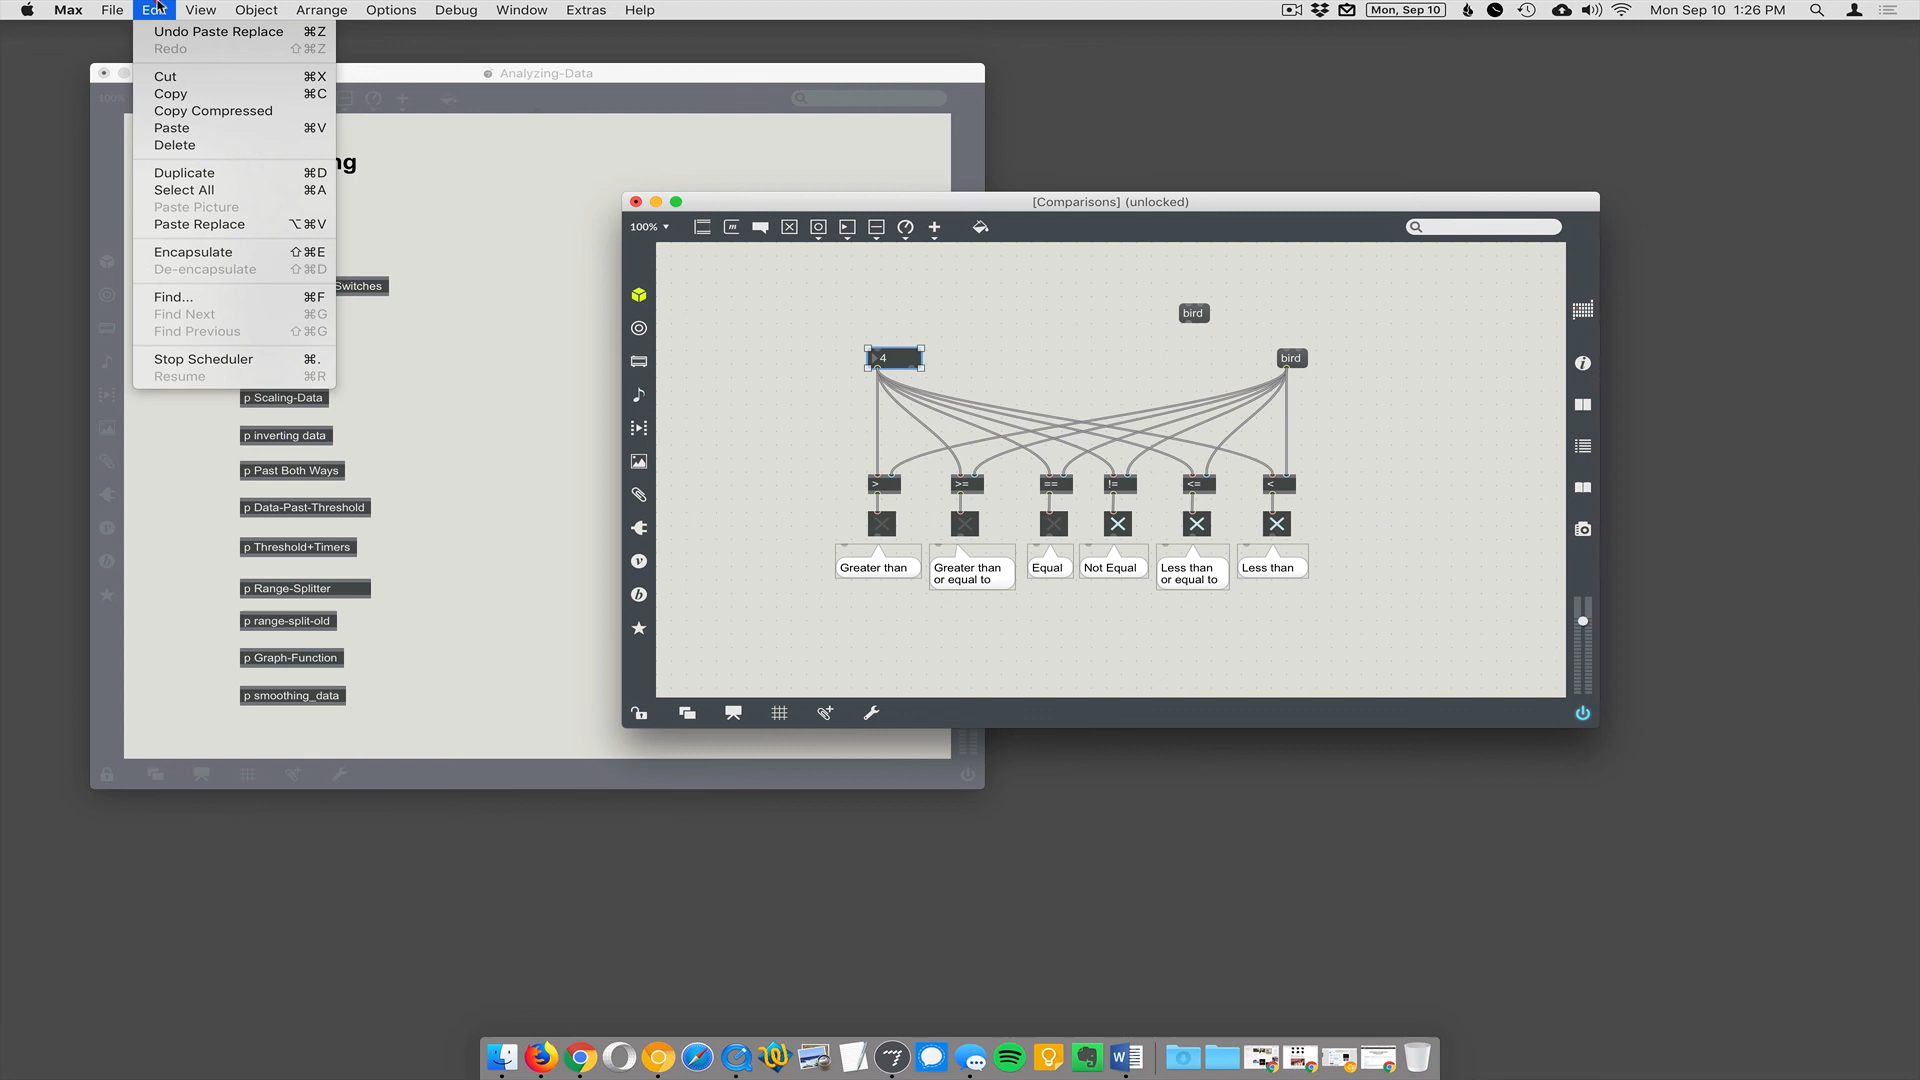 Max File Edit View Object Arrange Options Debug Window Extras Help
Mon, Sep 10
Mon Sep 10 1:26 PM
Undo Paste Replace ⌘Z
Redo ⇧⌘Z
Cut ⌘X
Copy ⌘C
Copy Compressed
Paste ⌘V
Delete
Duplicate ⌘D
Select All ⌘A
Paste Picture
Paste Replace ⌥⌘V
Encapsulate ⇧⌘E
De-encapsulate ⇧⌘D
Find... ⌘F
Find Next ⌘G
Find Previous ⇧⌘G
Stop Scheduler ⌘.
Resume ⌘R
Analyzing-Data
100%
ng
Switches
p Scaling-Data
p inverting data
p Past Both Ways
p Data-Past-Threshold
p Threshold+Timers
p Range-Splitter
p range-split-old
p Graph-Function
p smoothing_data
[Comparisons] (unlocked)
100%
bird
4
bird
> >= == != <= <
Greater than
Greater than
or equal to
Equal
Not Equal
Less than
or equal to
Less than